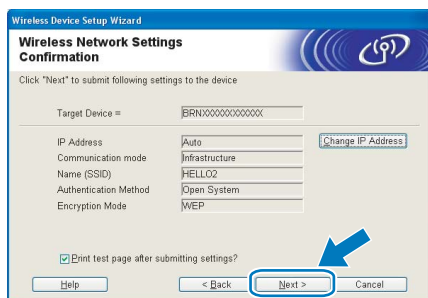 Wireless Device Setup Wizard
Wireless Network Settings
Confirmation
Click "Next" to submit following settings to the device
Target Device = BRNXXXXXXXXXXXX
IP Address Auto Change IP Address
Communication mode Infrastructure
Name (SSID) HELLO2
Authentication Method Open System
Encryption Mode WEP
Print test page after submitting settings?
Help < Back Next > Cancel